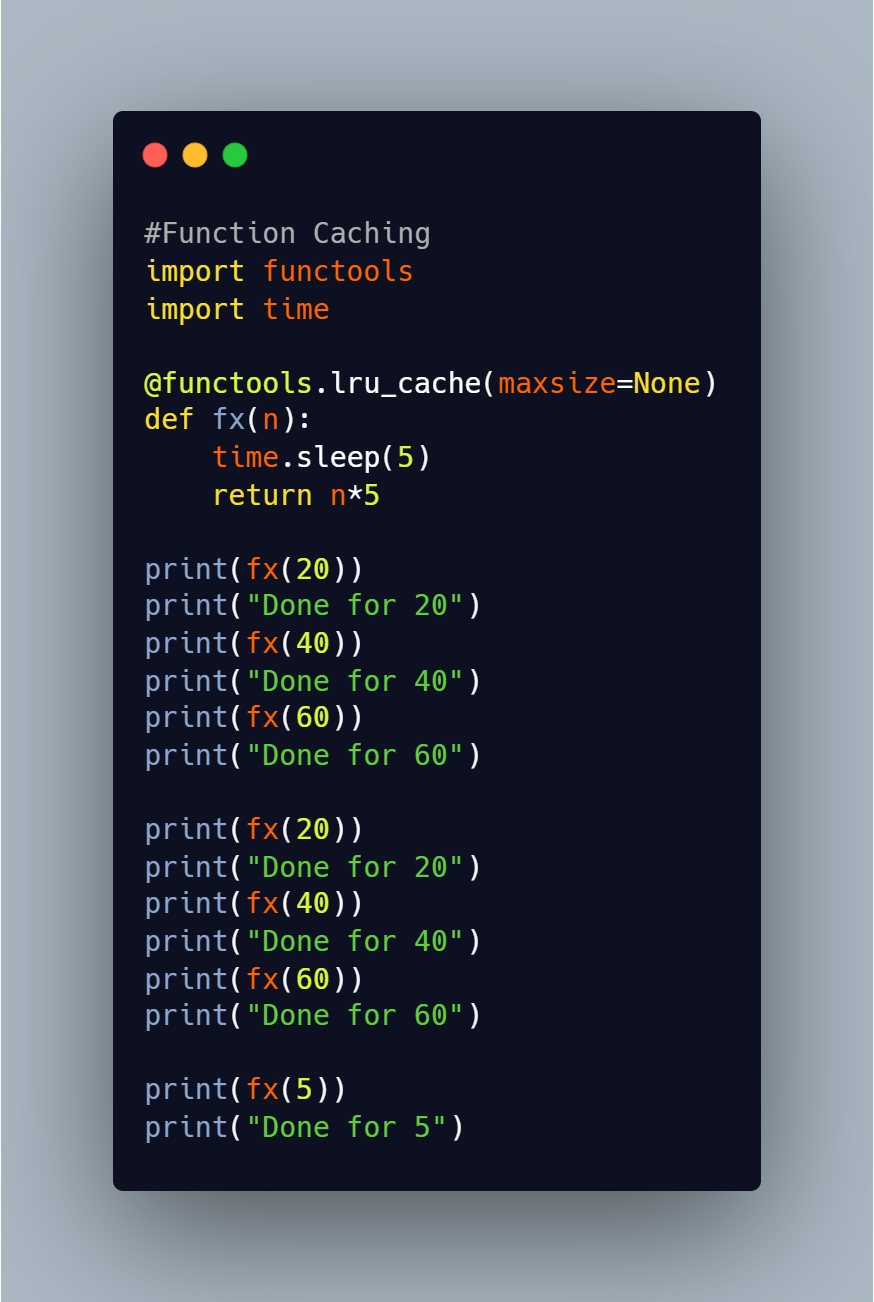 #Function Caching
import functools
import time

@functools.lru_cache(maxsize=None)
def fx(n):
    time.sleep(5)
    return n*5

print(fx(20))
print("Done for 20")
print(fx(40))
print("Done for 40")
print(fx(60))
print("Done for 60")

print(fx(20))
print("Done for 20")
print(fx(40))
print("Done for 40")
print(fx(60))
print("Done for 60")

print(fx(5))
print("Done for 5")